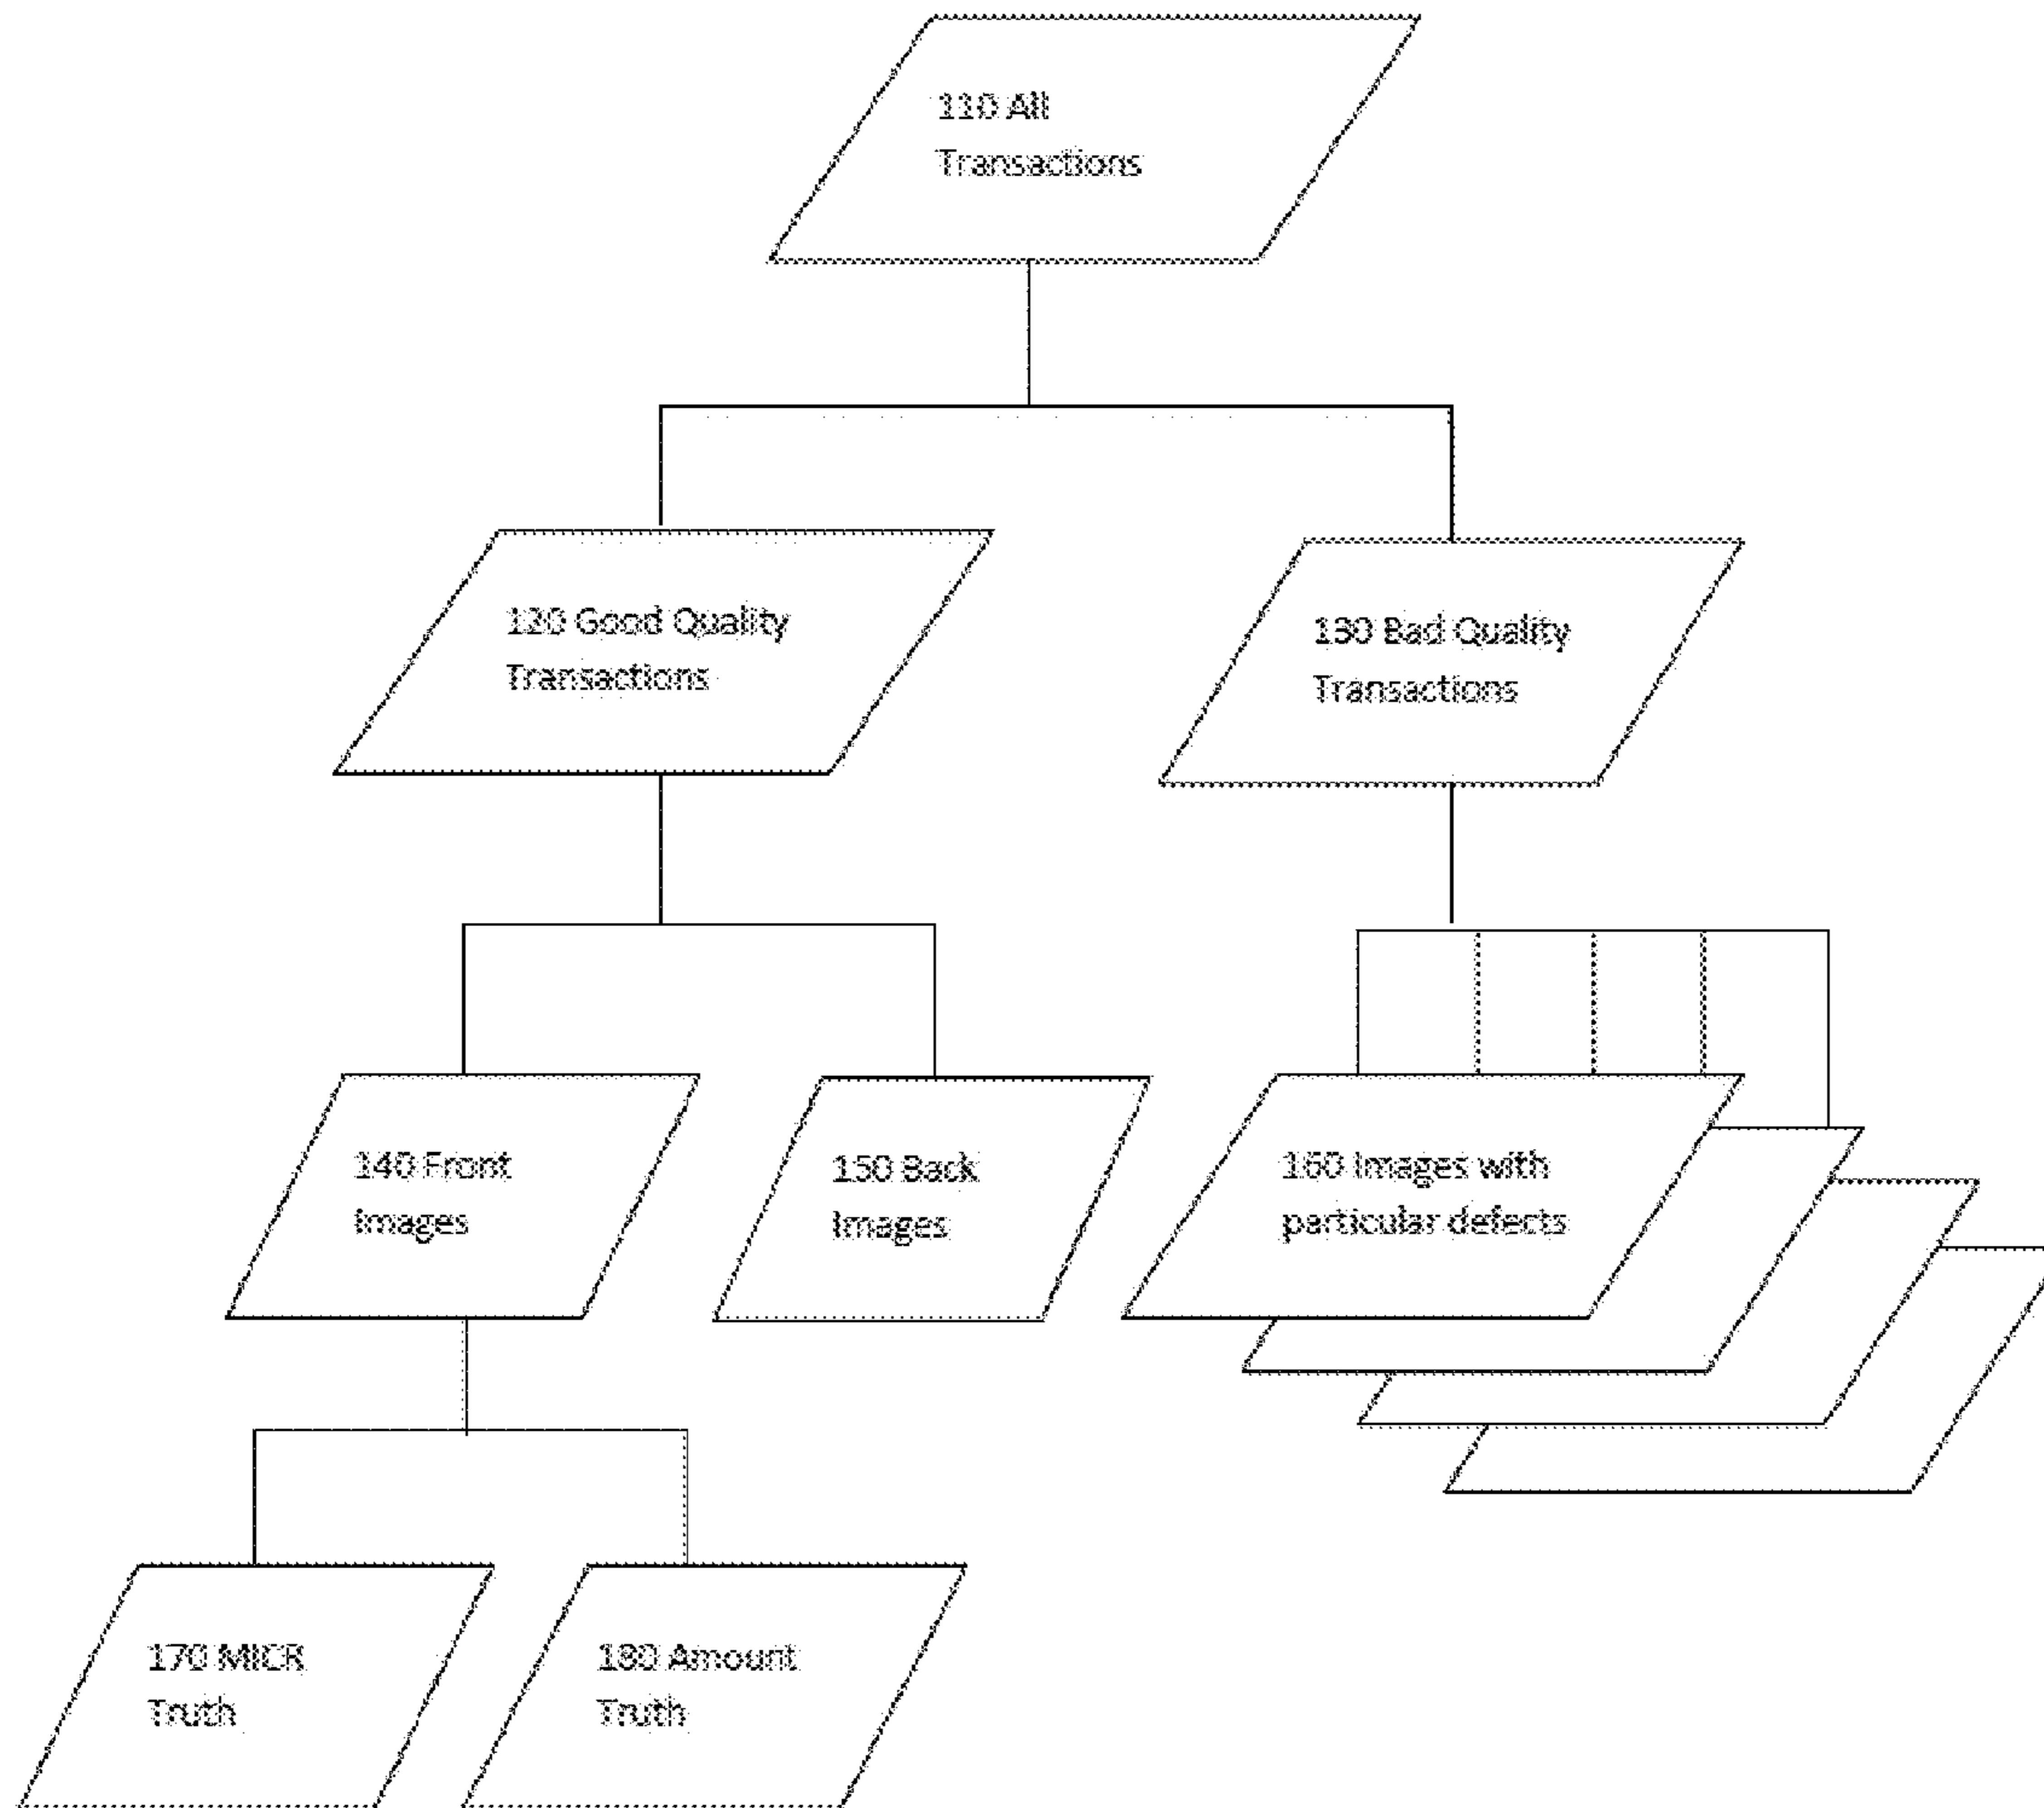 110 All
Transactions
120 Good Quality
Transactions
130 Bad Quality
Transactions
140 Front
Images
150 Back
Images
160 Images with
particular defects
170 MICR
Truth
180 Amount
Truth